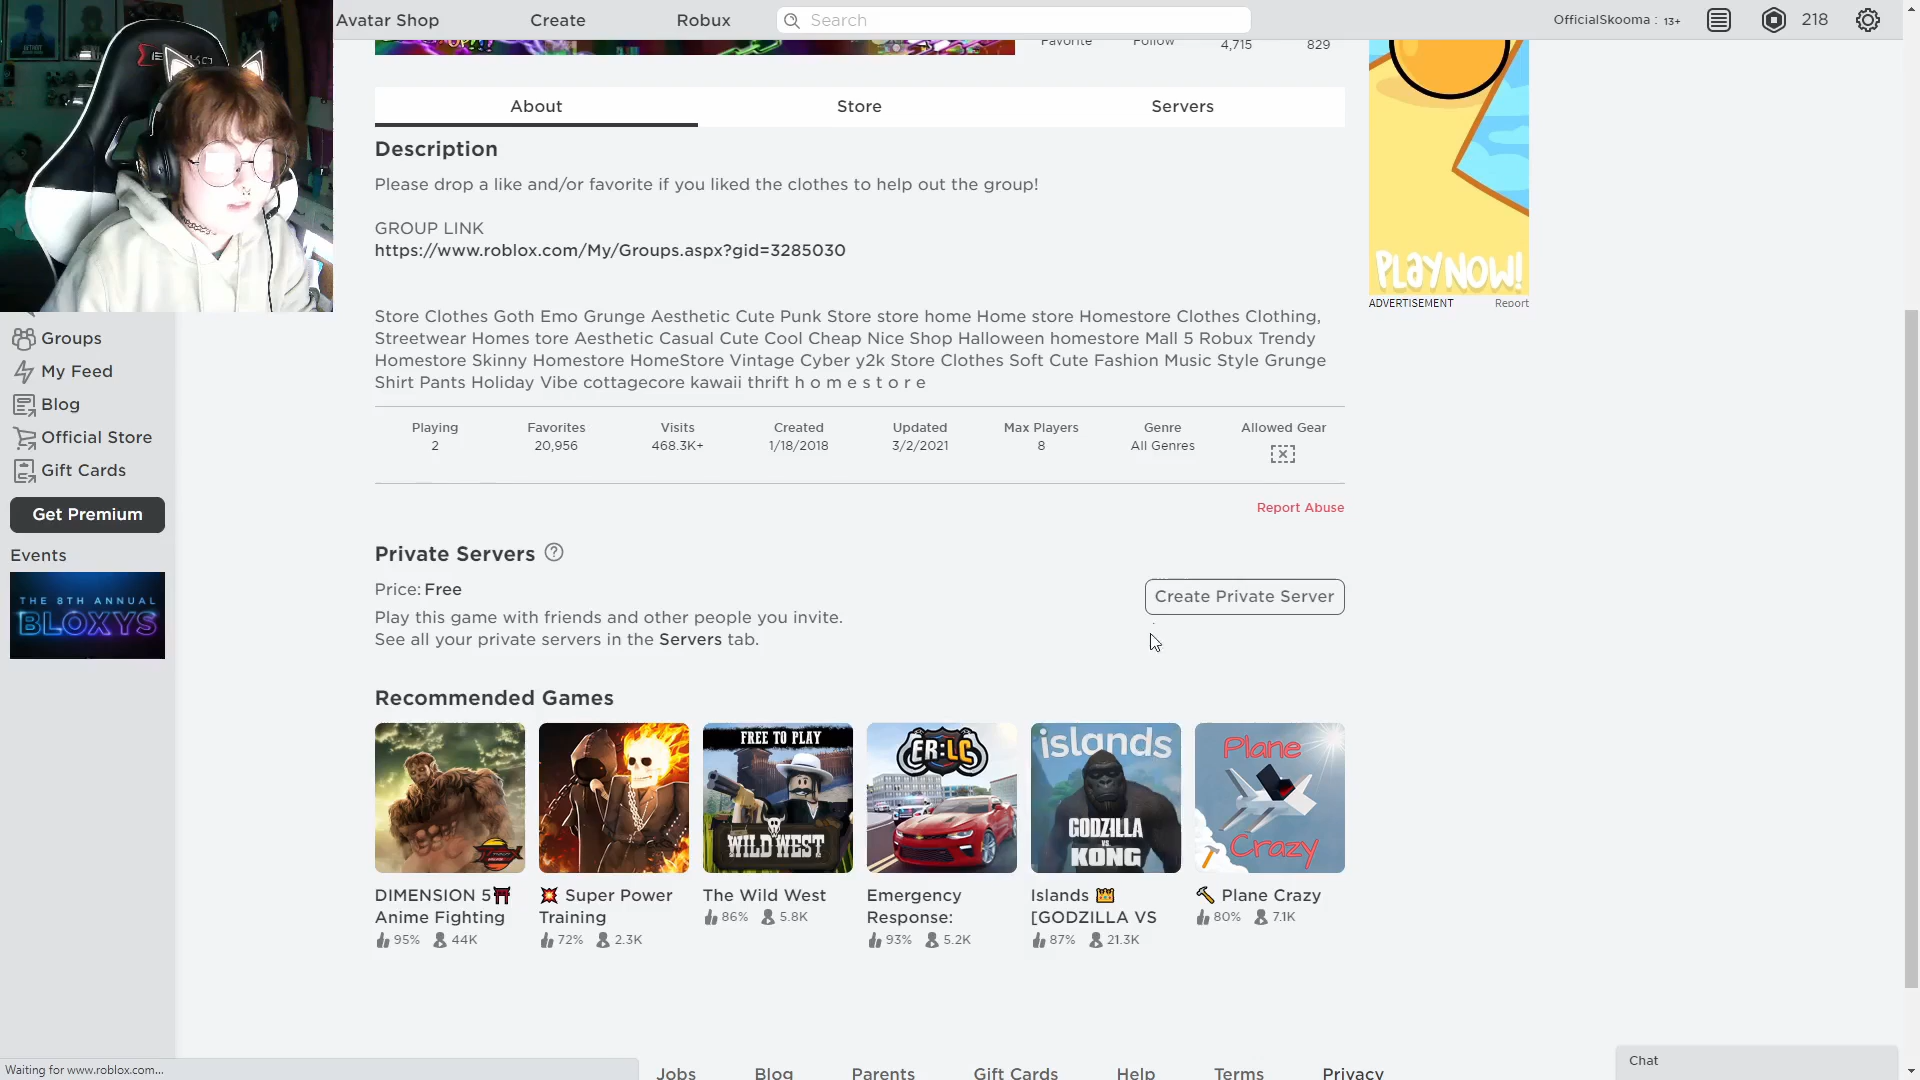 Avatar Shop Create Robux Search OfficialSkooma : 13+ 218
Favorite Follow 4,715 829
About Store Servers
Description
Please drop a like and/or favorite if you liked the clothes to help out the group!
GROUP LINK
https://www.roblox.com/My/Groups.aspx?gid=3285030
PLAY NOW!
ADVERTISEMENT Report
Store Clothes Goth Emo Grunge Aesthetic Cute Punk Store store home Home store Homestore Clothes Clothing,
Streetwear Homes tore Aesthetic Casual Cute Cool Cheap Nice Shop Halloween homestore Mall 5 Robux Trendy
Homestore Skinny Homestore HomeStore Vintage Cyber y2k Store Clothes Soft Cute Fashion Music Style Grunge
Shirt Pants Holiday Vibe cottagecore kawaii thrift h o m e s t o r e
Groups
My Feed
Blog
Official Store
Gift Cards
Get Premium
Events
THE 8TH ANNUAL
BLOXYS
Playing Favorites Visits Created Updated Max Players Genre Allowed Gear
2 20,956 468.3K+ 1/18/2018 3/2/2021 8 All Genres
Report Abuse
Private Servers
Price: Free
Create Private Server
Play this game with friends and other people you invite.
See all your private servers in the Servers tab.
Recommended Games
FREE TO PLAY
WILD WEST
ER:LC
islands
GODZILLA
VS
KONG
Plane
Crazy
DIMENSION 5 Super Power The Wild West Emergency Islands Plane Crazy
Anime Fighting Training 86% 5.8K Response: [GODZILLA VS 80% 7.1K
95% 44K 72% 2.3K 93% 5.2K 87% 21.3K
Chat
Waiting for www.roblox.com...
Jobs Blog Parents Gift Cards Help Terms Privacy